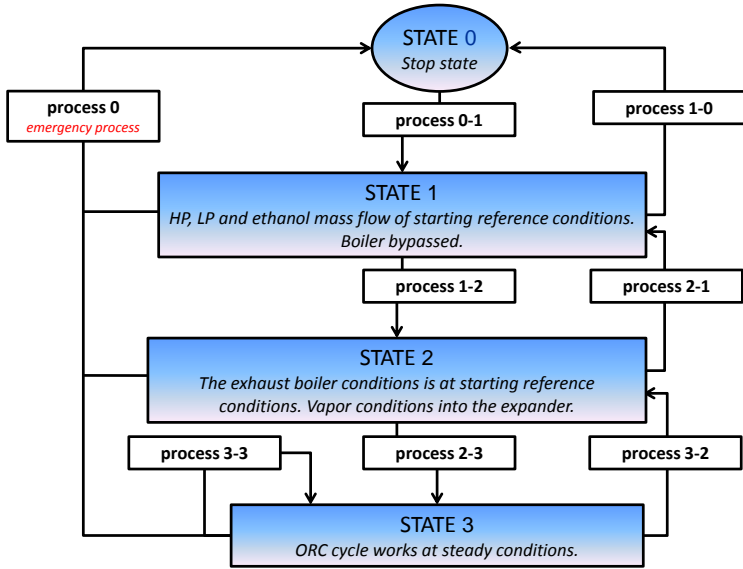 STATE 0
Stop state
process 0
emergency process
process 0-1
process 1-0
STATE 1
HP, LP and ethanol mass flow of starting reference conditions.
Boiler bypassed.
process 1-2
process 2-1
STATE 2
The exhaust boiler conditions is at starting reference
conditions. Vapor conditions into the expander.
process 3-3
process 2-3
process 3-2
STATE 3
ORC cycle works at steady conditions.